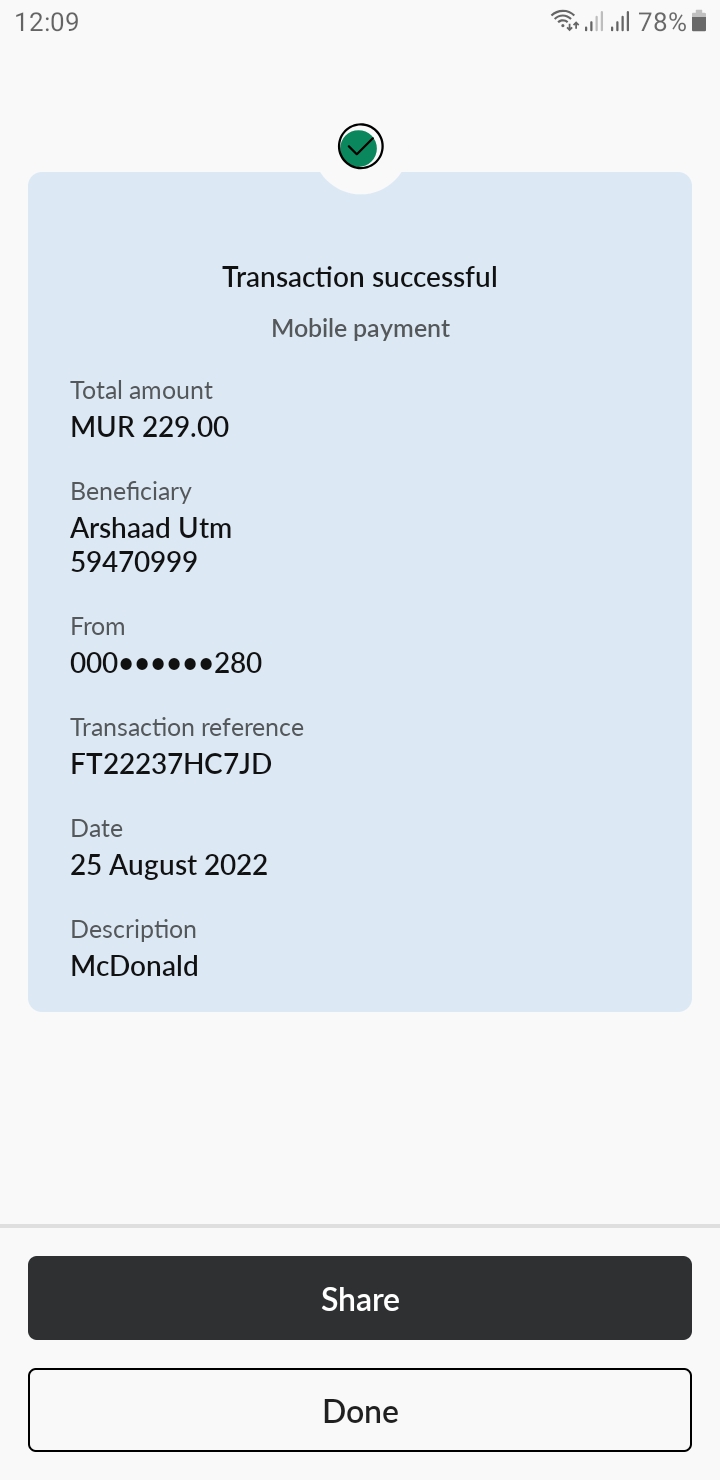 12:09 78%
Transaction successful
Mobile payment
Total amount
MUR 229.00
Beneficiary
Arshaad Utm
59470999
From
000••••••280
Transaction reference
FT22237HC7JD
Date
25 August 2022
Description
McDonald
Share
Done